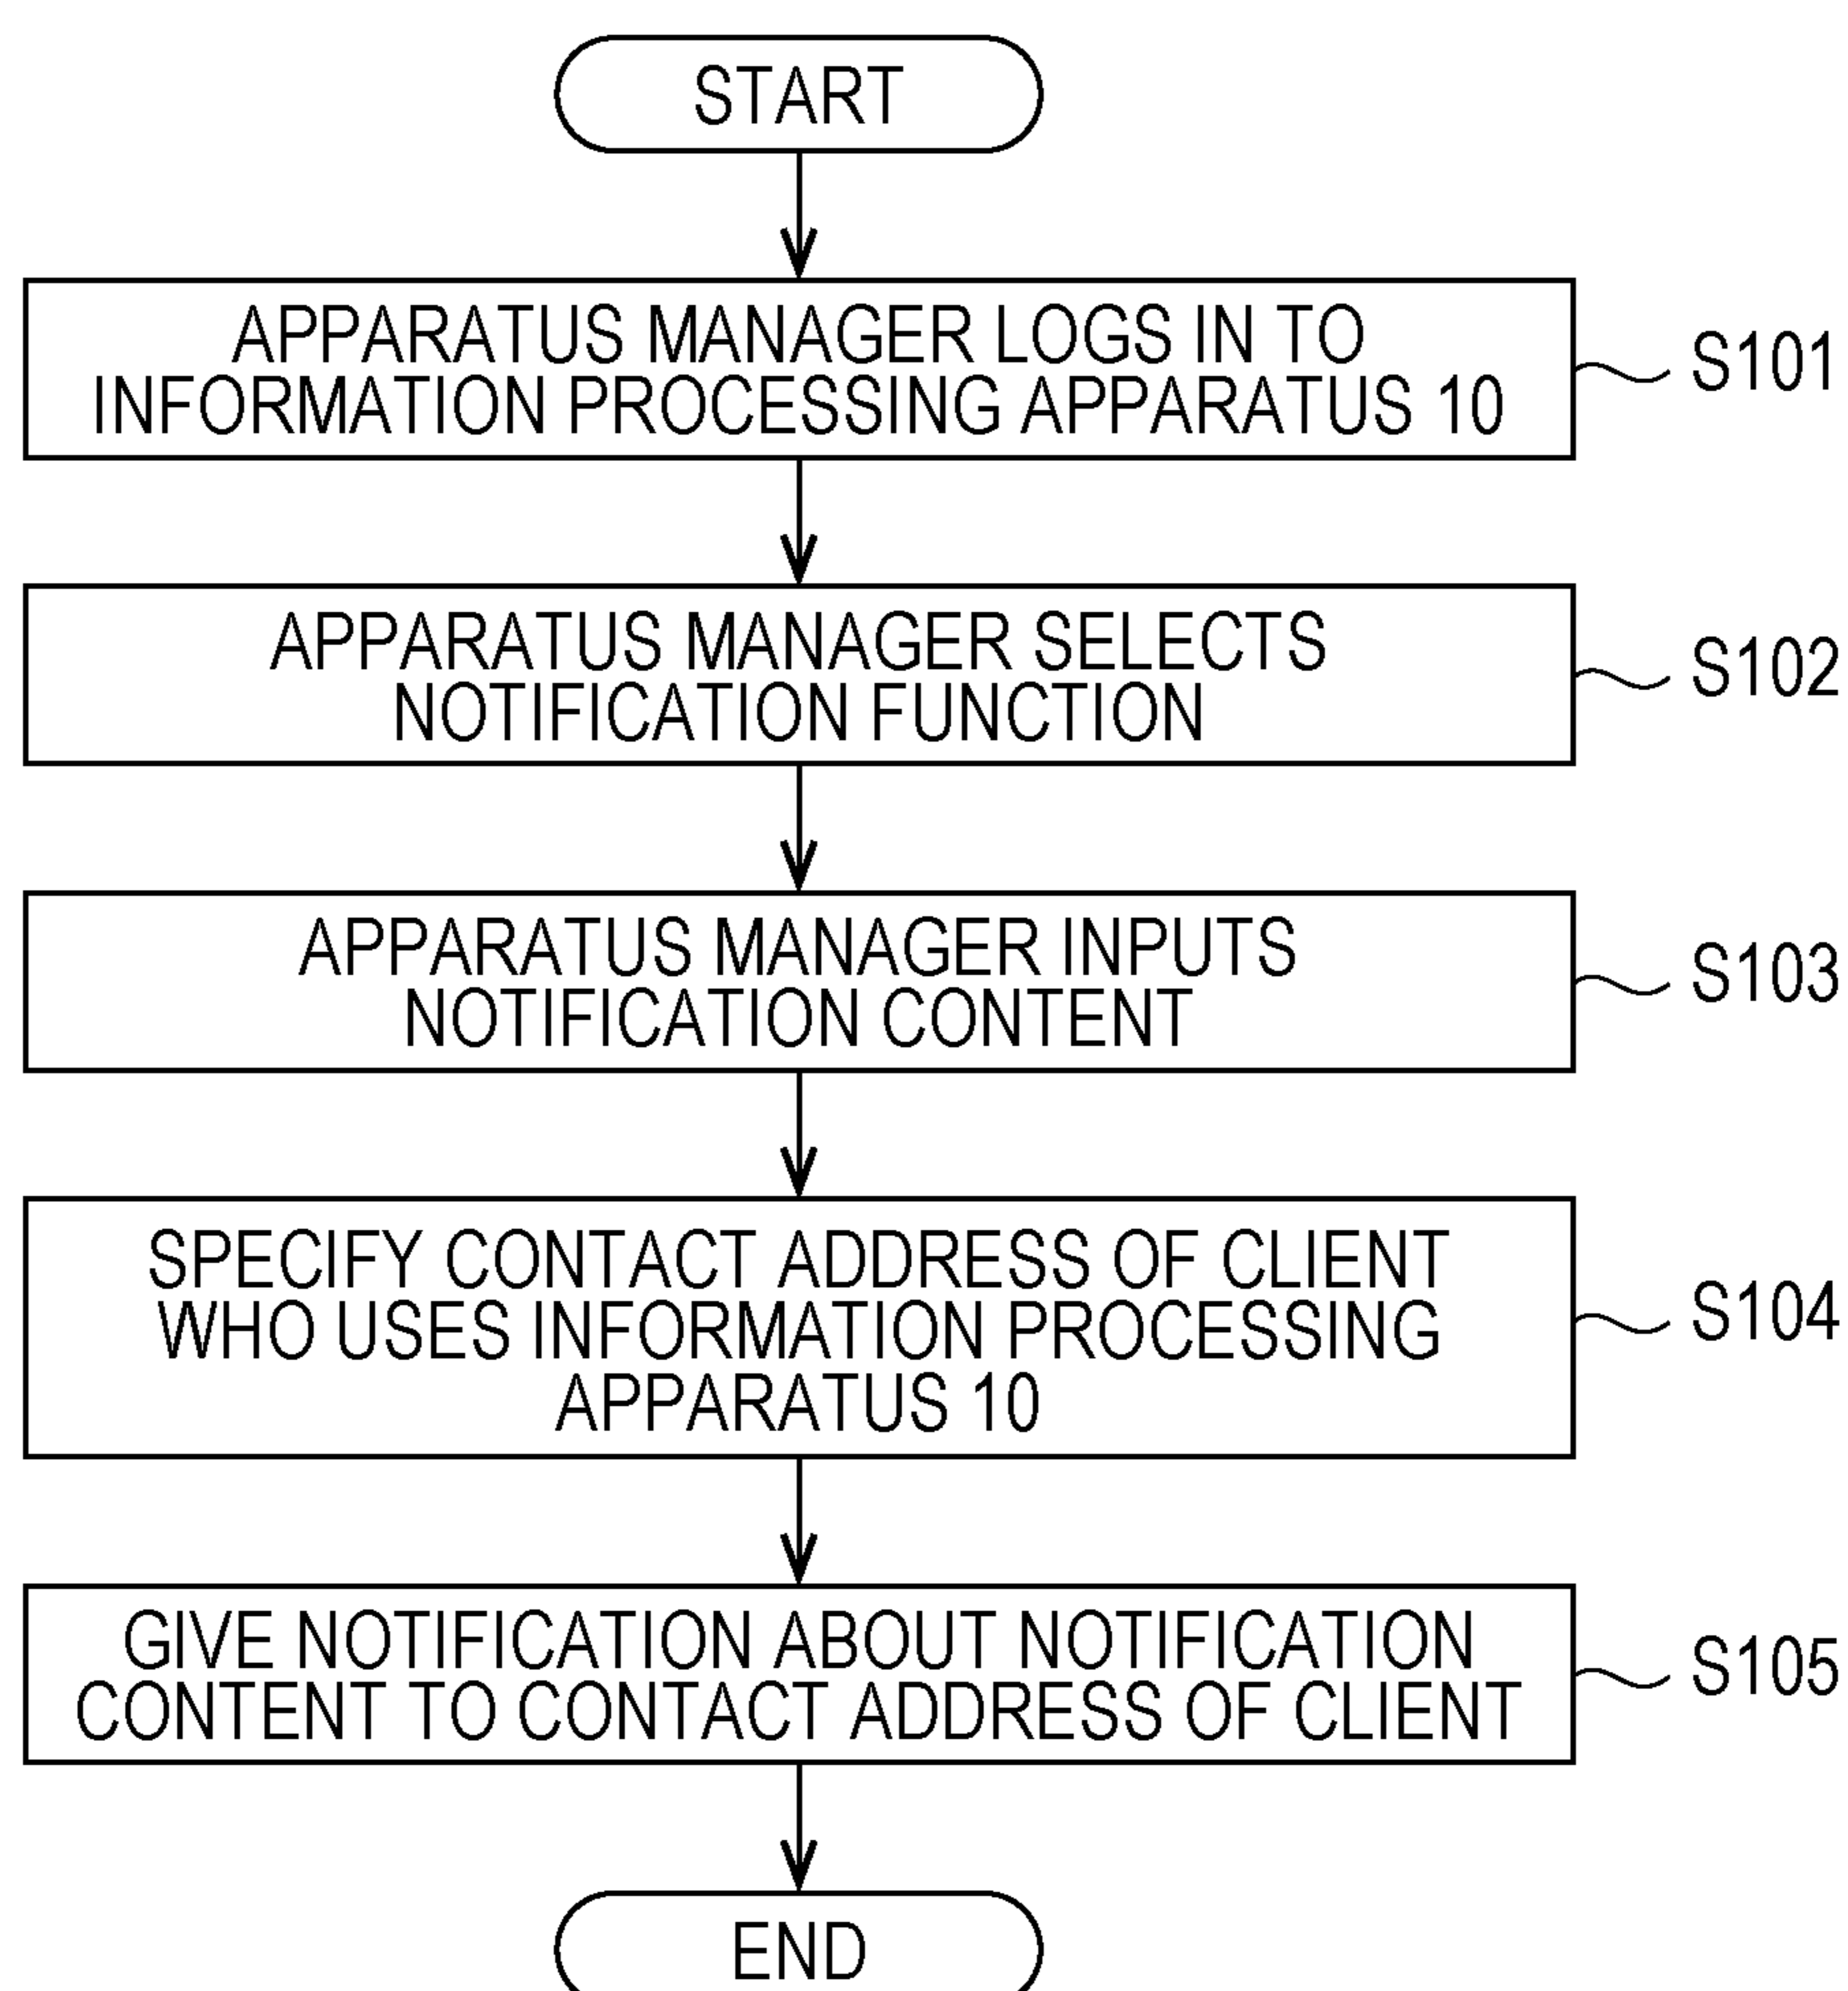 START
APPARATUS MANAGER LOGS IN TO
INFORMATION PROCESSING APPARATUS 10
S101
APPARATUS MANAGER SELECTS
NOTIFICATION FUNCTION
S102
APPARATUS MANAGER INPUTS
NOTIFICATION CONTENT
S103
SPECIFY CONTACT ADDRESS OF CLIENT
WHO USES INFORMATION PROCESSING
APPARATUS 10
S104
GIVE NOTIFICATION ABOUT NOTIFICATION
CONTENT TO CONTACT ADDRESS OF CLIENT
S105
END